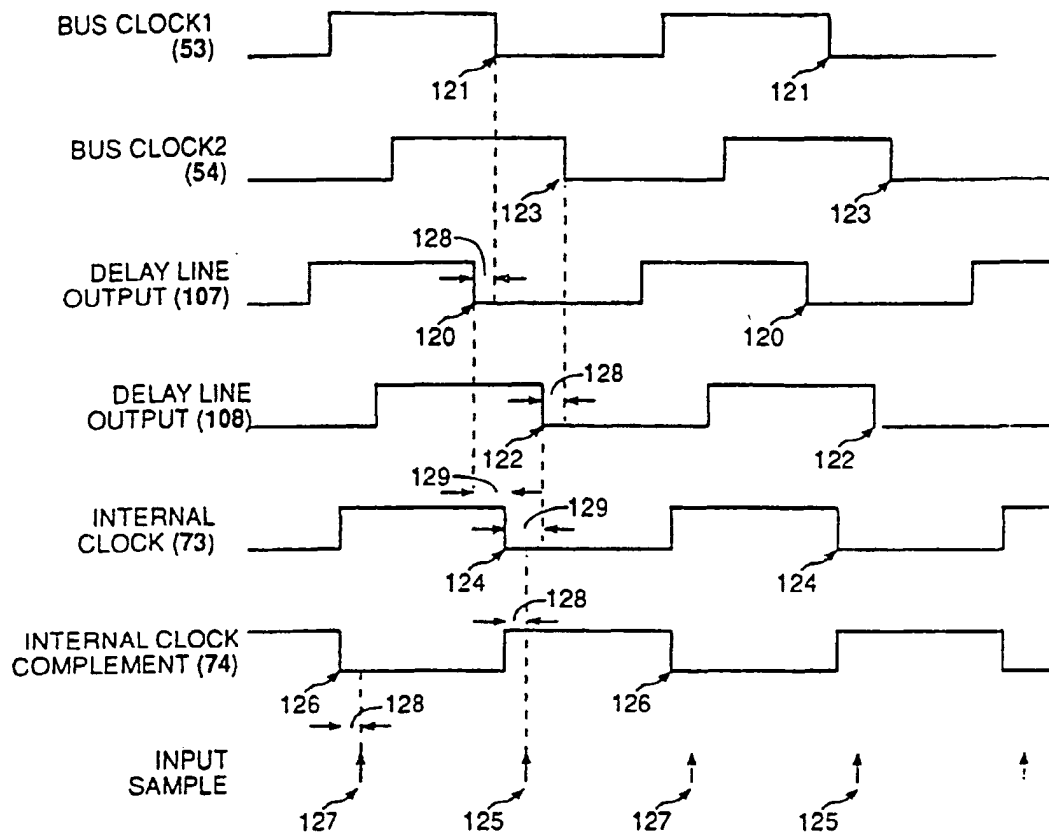 BUS CLOCK1
(53)
121
121
BUS CLOCK2
(54)
123
123
128
DELAY LINE
OUTPUT (107)
120
120
128
DELAY LINE
OUTPUT (108)
122
122
129
129
INTERNAL
CLOCK (73)
124
124
128
INTERNAL CLOCK
COMPLEMENT (74)
126
126
128
INPUT
SAMPLE
127
125
127
125